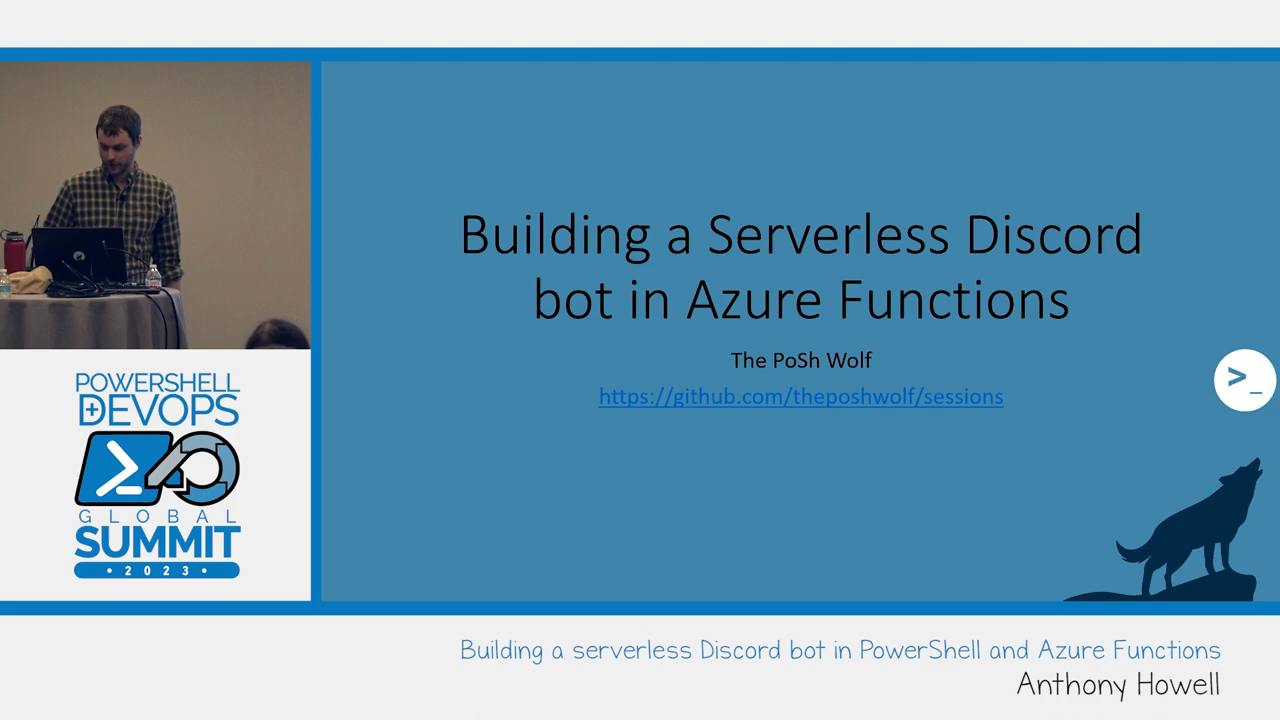 Building a Serverless Discord
bot in Azure Functions
The PoSh Wolf
https://github.com/theposhwolf/sessions
>_
POWERSHELL
+DEVOPS
GLOBAL
SUMMIT
• 2023 •
Building a serverless Discord bot in PowerShell and Azure Functions
Anthony Howell